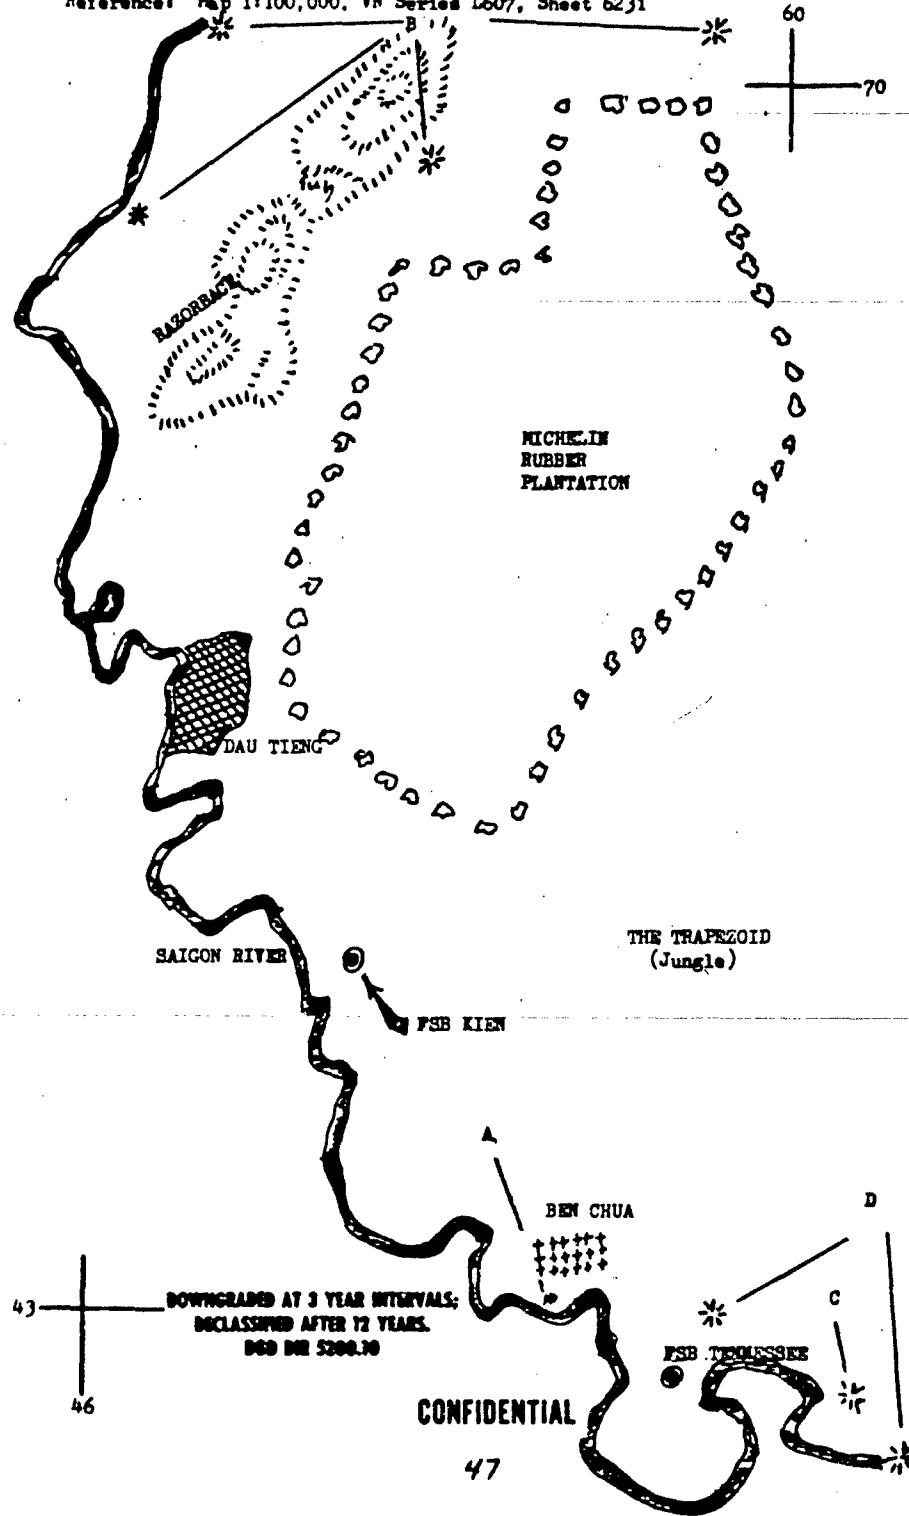 Reference: Map 1:100,000, VN Series L607, Sheet 6231
B
60
70
RAZORBACK
MICHELIN
RUBBER
PLANTATION
DAU TIENG
SAIGON RIVER
THE TRAPEZOID
(Jungle)
FSB KIEN
A
BEN CHUA
D
C
43
DOWNGRADED AT 3 YEAR INTERVALS;
DECLASSIFIED AFTER 12 YEARS.
DOD DIR 5200.10
FSB TENNESSEE
46
CONFIDENTIAL
47